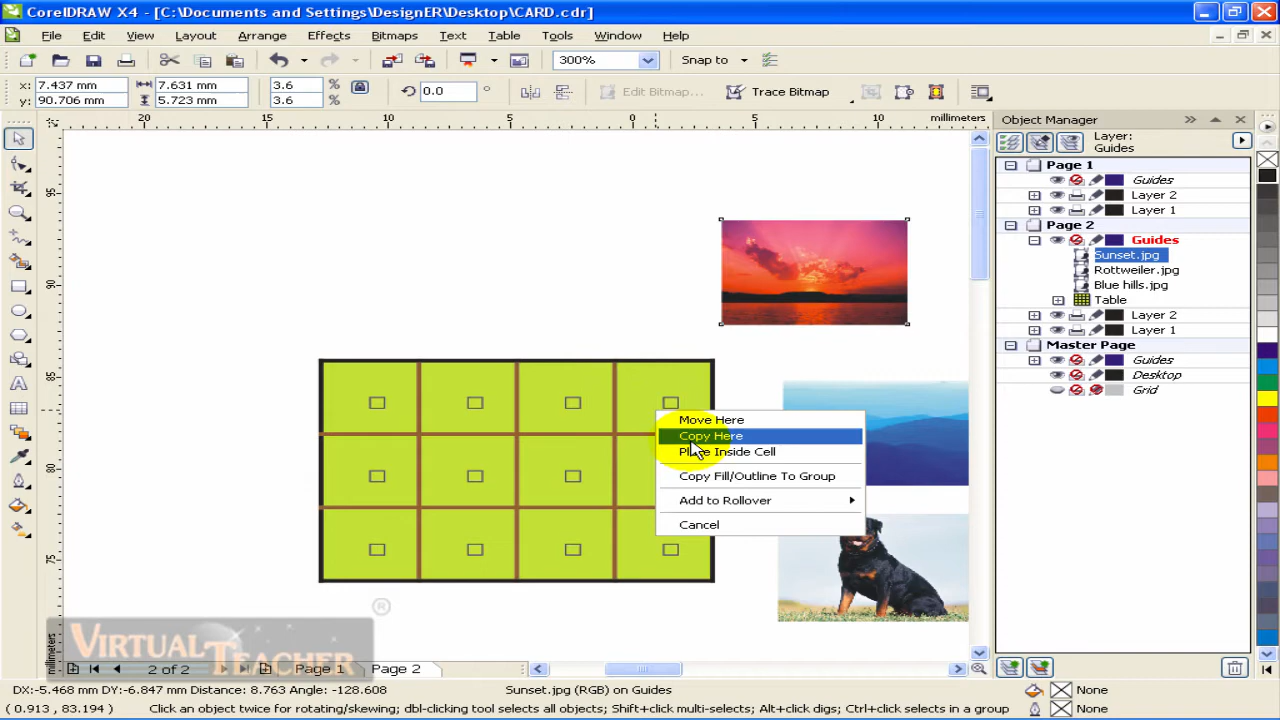 CorelDRAW X4 - [C:\Documents and Settings\DesignER\Desktop\CARD.cdr]
File Edit View Layout Arrange Effects Bitmaps Text Table Tools Window Help
300% Snap to
x: 7.437 mm 7.631 mm 3.6 % 0.0 ° Edit Bitmap... Trace Bitmap
y: 90.706 mm 5.723 mm 3.6 %
20 15 10 5 0 5 10 millimeters
95
90
85
80
75
Move Here
Copy Here
Place Inside Cell
Copy Fill/Outline To Group
Add to Rollover
Cancel
®
VIRTUAL TEACHER
2 of 2 Page 1 Page 2
Object Manager
Layer:
Guides
Page 1
Guides
Layer 2
Layer 1
Page 2
Guides
Sunset.jpg
Rottweiler.jpg
Blue hills.jpg
Table
Layer 2
Layer 1
Master Page
Guides
Desktop
Grid
DX:-5.468 mm DY:-6.847 mm Distance: 8.763 Angle: -128.608 Sunset.jpg (RGB) on Guides None
( 0.913 , 83.194 ) Click an object twice for rotating/skewing; dbl-clicking tool selects all objects; Shift+click multi-selects; Alt+click digs; Ctrl+click selects in a group None